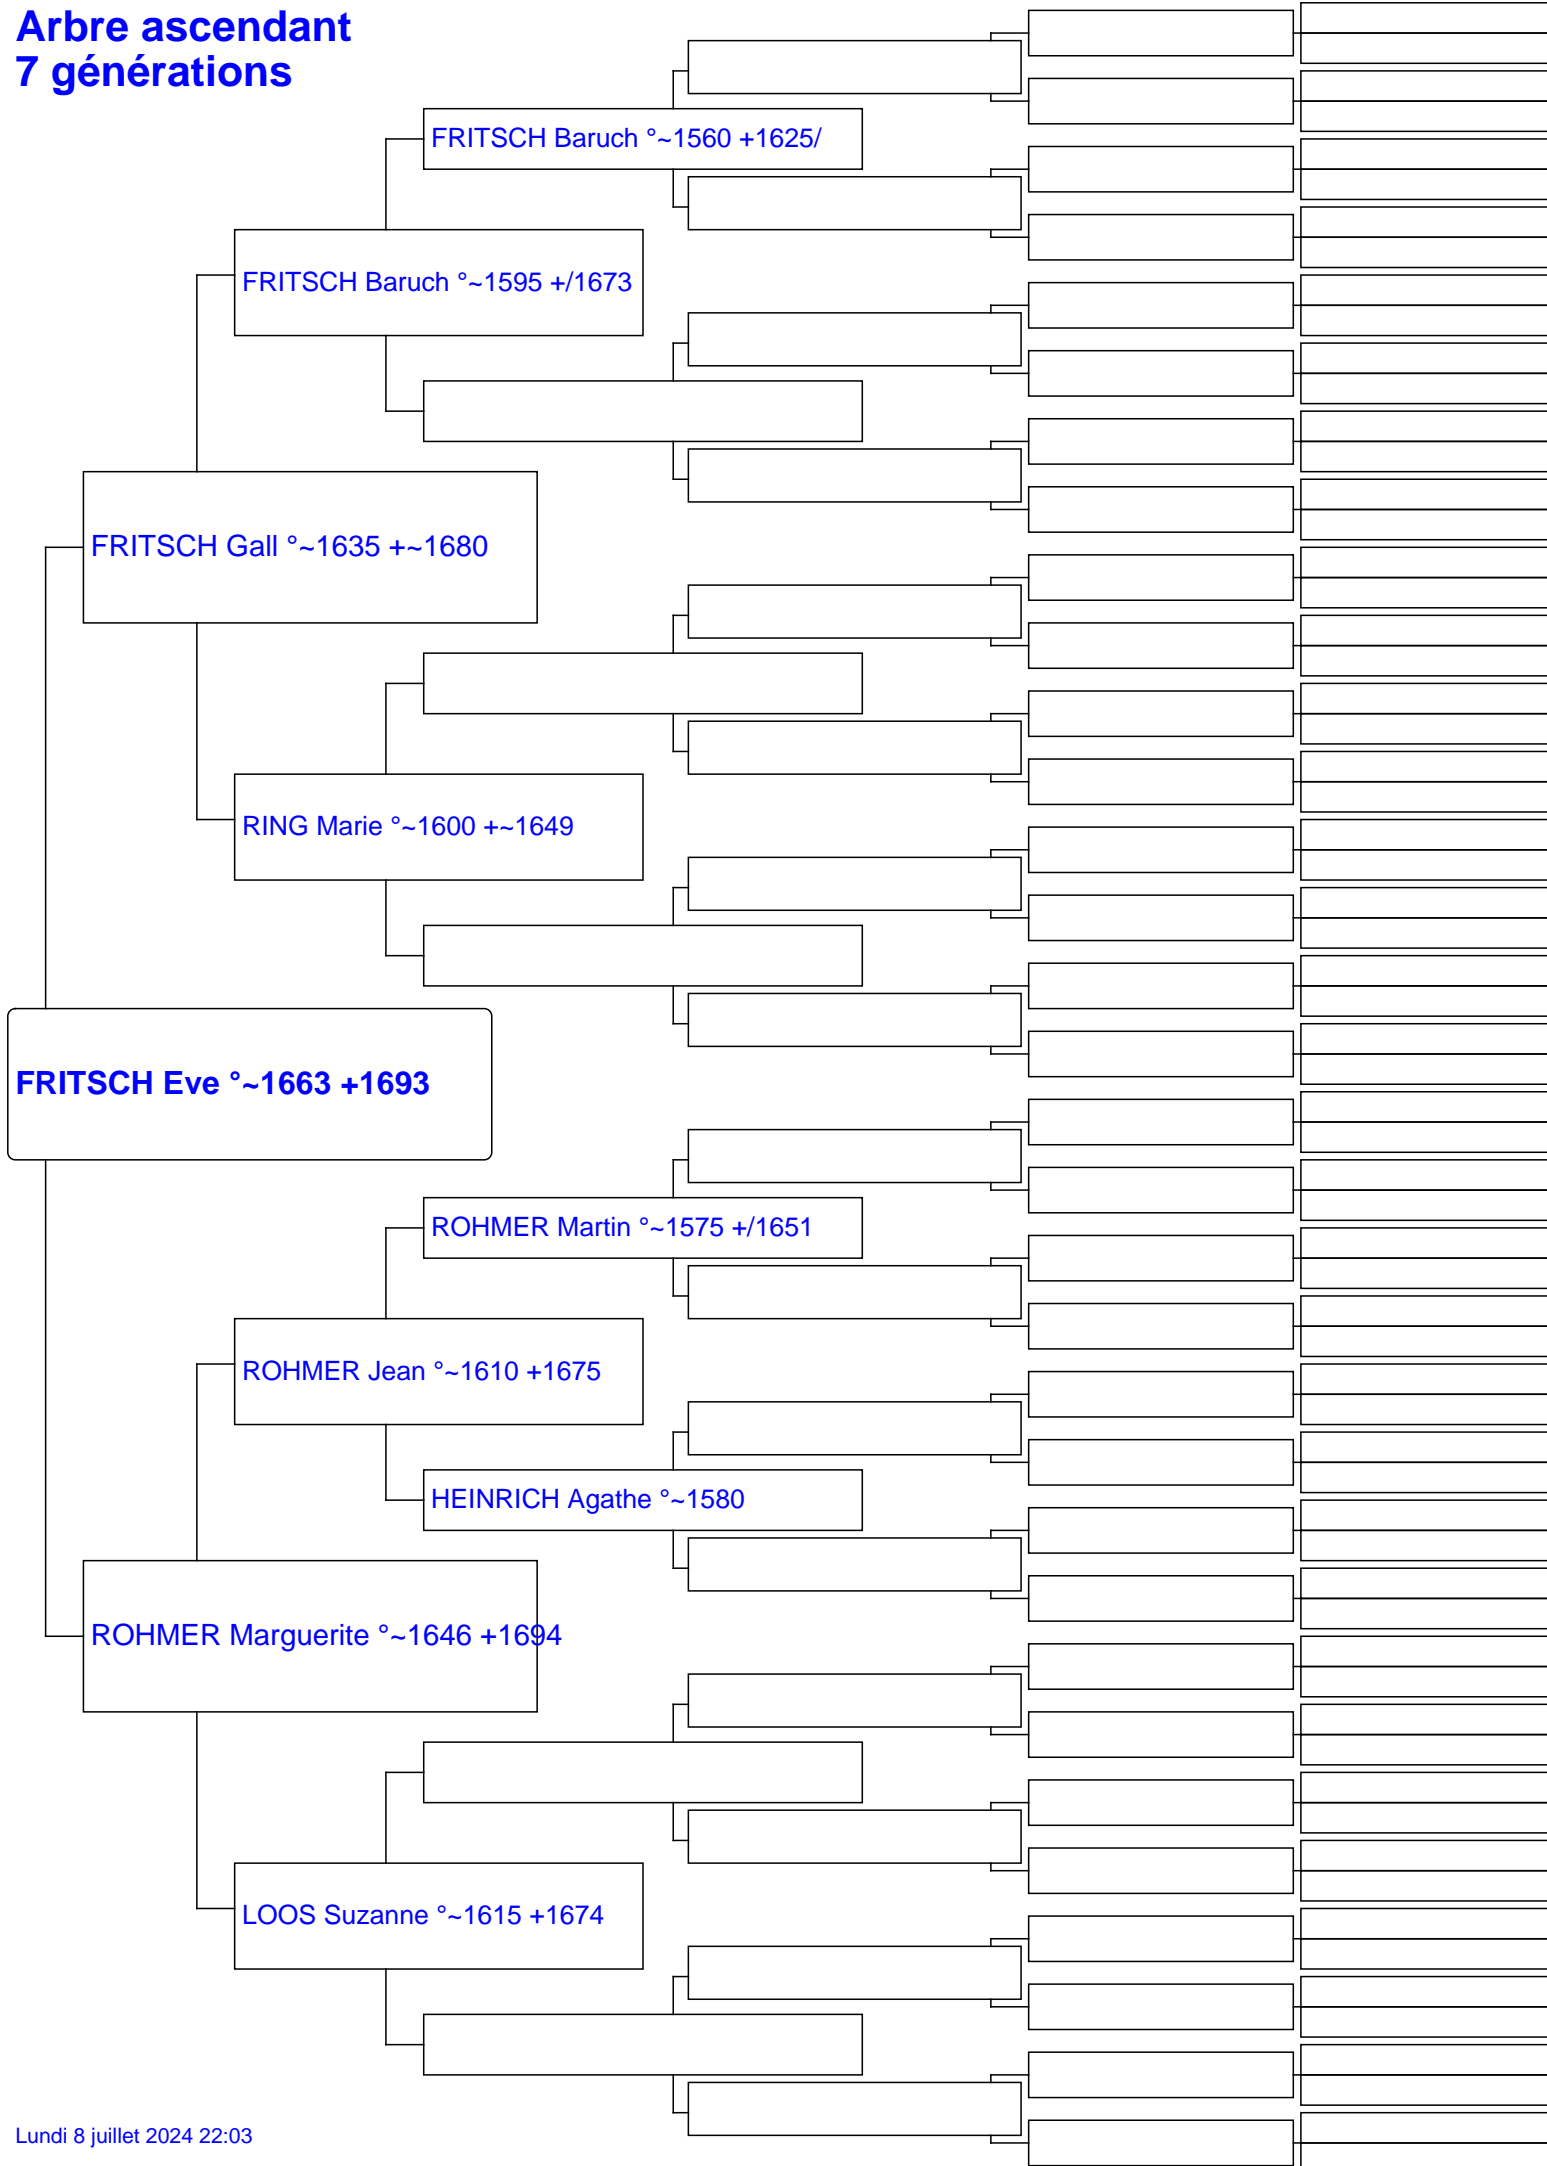 Arbre ascendant
7 générations
FRITSCH Baruch °~1560 +1625/
FRITSCH Baruch °~1595 +/1673
FRITSCH Gall °~1635 +~1680
RING Marie °~1600 +~1649
FRITSCH Eve °~1663 +1693
ROHMER Martin °~1575 +/1651
ROHMER Jean °~1610 +1675
HEINRICH Agathe °~1580
ROHMER Marguerite °~1646 +1694
LOOS Suzanne °~1615 +1674
Lundi 8 juillet 2024 22:03